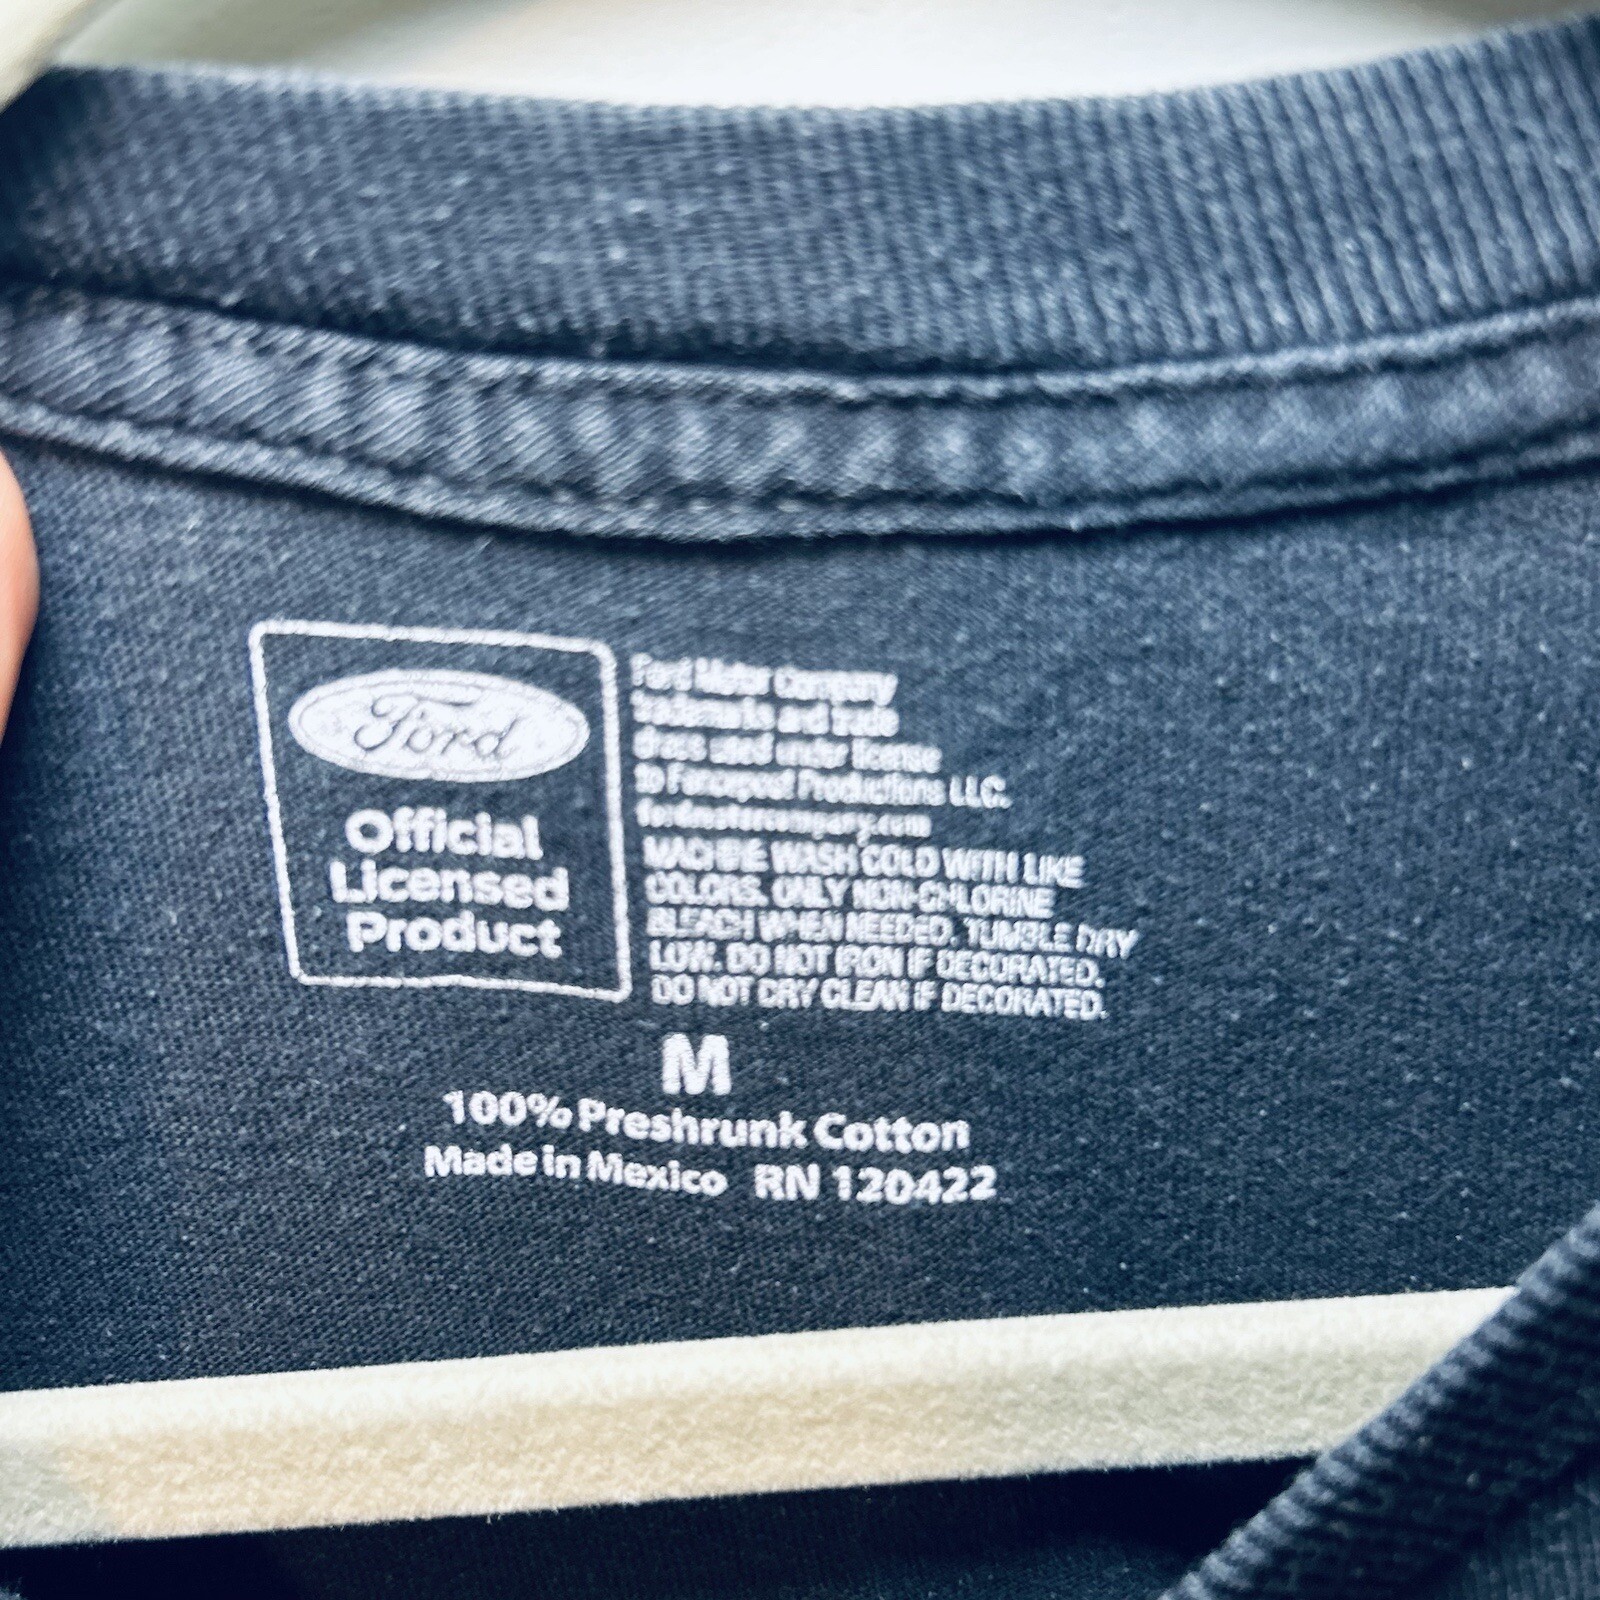 Ford
Official
Licensed
Product
Ford Motor Company
trademarks and trade
dress used under license
to Productions LLC.
fordmotorcompany.com
MACHINE WASH COLD WITH LIKE
COLORS. ONLY NON-CHLORINE
BLEACH WHEN NEEDED. TUMBLE DRY
LOW. DO NOT IRON IF DECORATED.
DO NOT DRY CLEAN IF DECORATED.
M
100% Preshrunk Cotton
Made in Mexico RN 120422